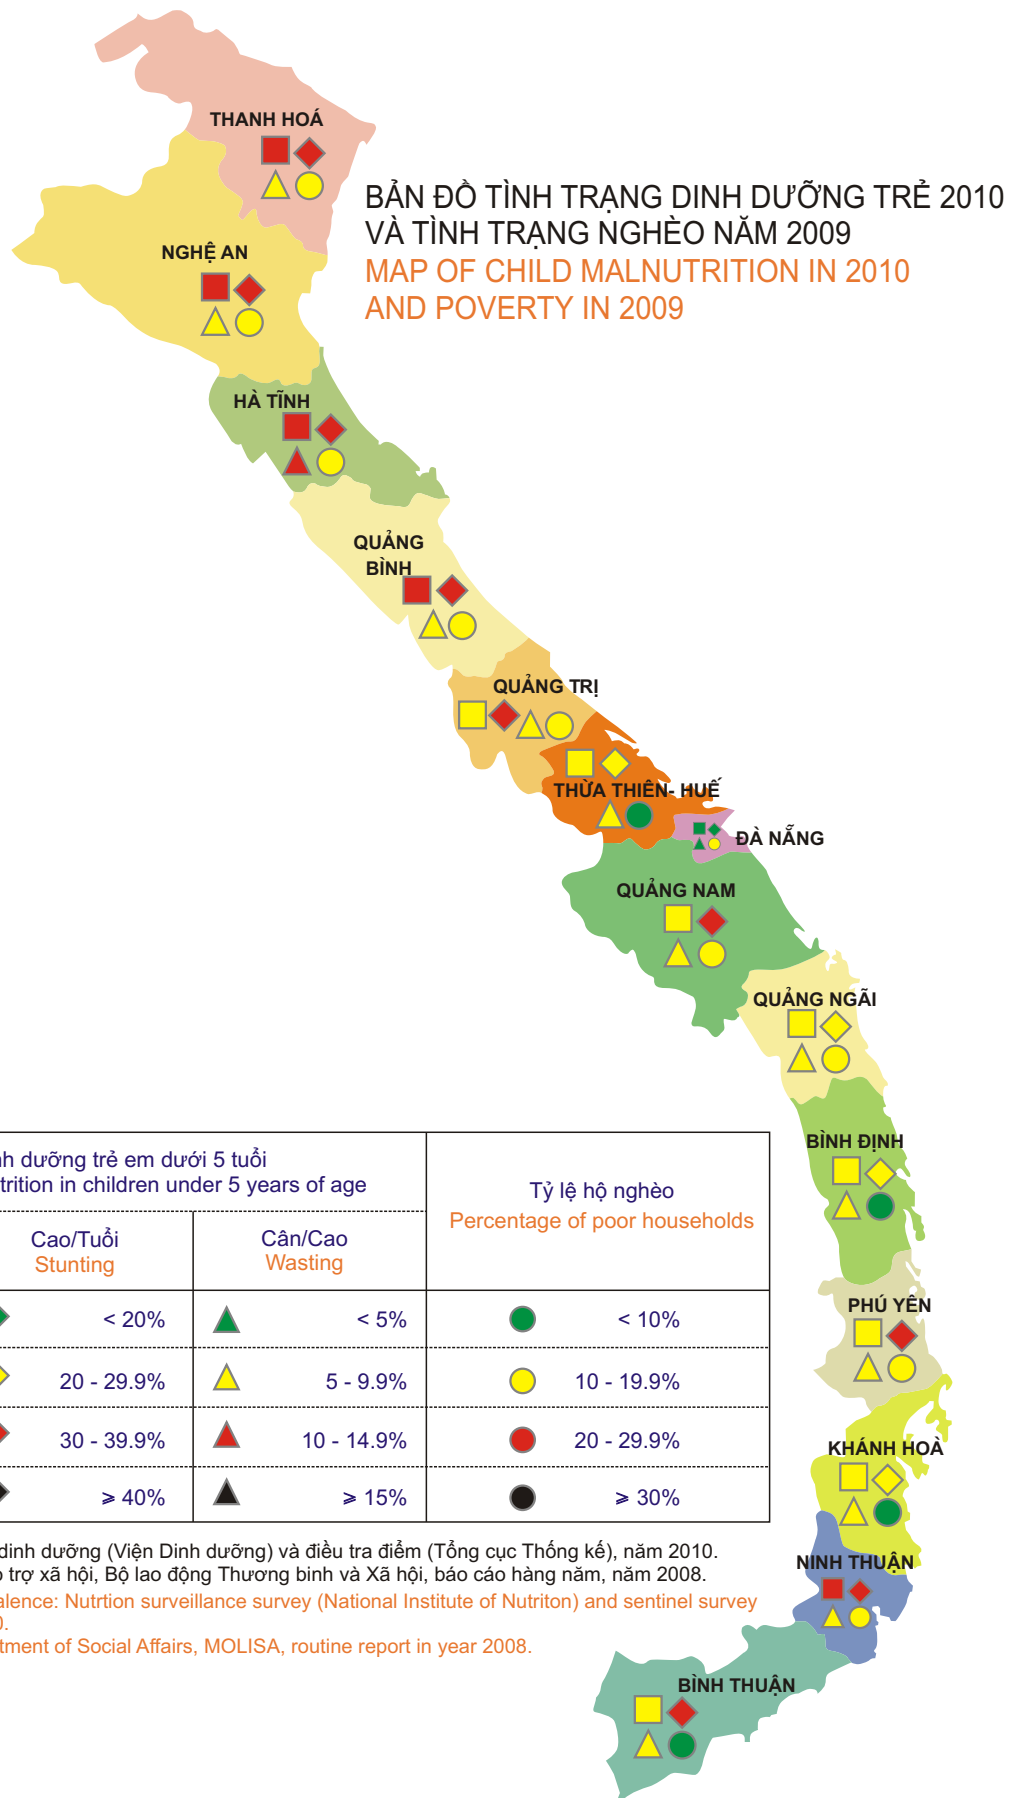 THANH HOÁ
BẢN ĐỒ TÌNH TRẠNG DINH DƯỠNG TRẺ 2010
VÀ TÌNH TRẠNG NGHÈO NĂM 2009
MAP OF CHILD MALNUTRITION IN 2010
AND POVERTY IN 2009
NGHỆ AN
HÀ TĨNH
QUẢNG
BÌNH
QUẢNG TRỊ
THỪA THIÊN- HUẾ
ĐÀ NẴNG
QUẢNG NAM
QUẢNG NGÃI
BÌNH ĐỊNH
PHÚ YÊN
KHÁNH HOÀ
NINH THUẬN
BÌNH THUẬN
nh dưỡng trẻ em dưới 5 tuổi
trition in children under 5 years of age
Tỷ lệ hộ nghèo
Percentage of poor households
Cao/Tuổi
Stunting
Cân/Cao
Wasting
< 20% < 5% < 10%
20 - 29.9% 5 - 9.9% 10 - 19.9%
30 - 39.9% 10 - 14.9% 20 - 29.9%
⩾ 40% ⩾ 15% ⩾ 30%
dinh dưỡng (Viện Dinh dưỡng) và điều tra điểm (Tổng cục Thống kế), năm 2010.
o trợ xã hội, Bộ lao động Thương binh và Xã hội, báo cáo hàng năm, năm 2008.
alence: Nutrtion surveillance survey (National Institute of Nutriton) and sentinel survey
0.
tment of Social Affairs, MOLISA, routine report in year 2008.